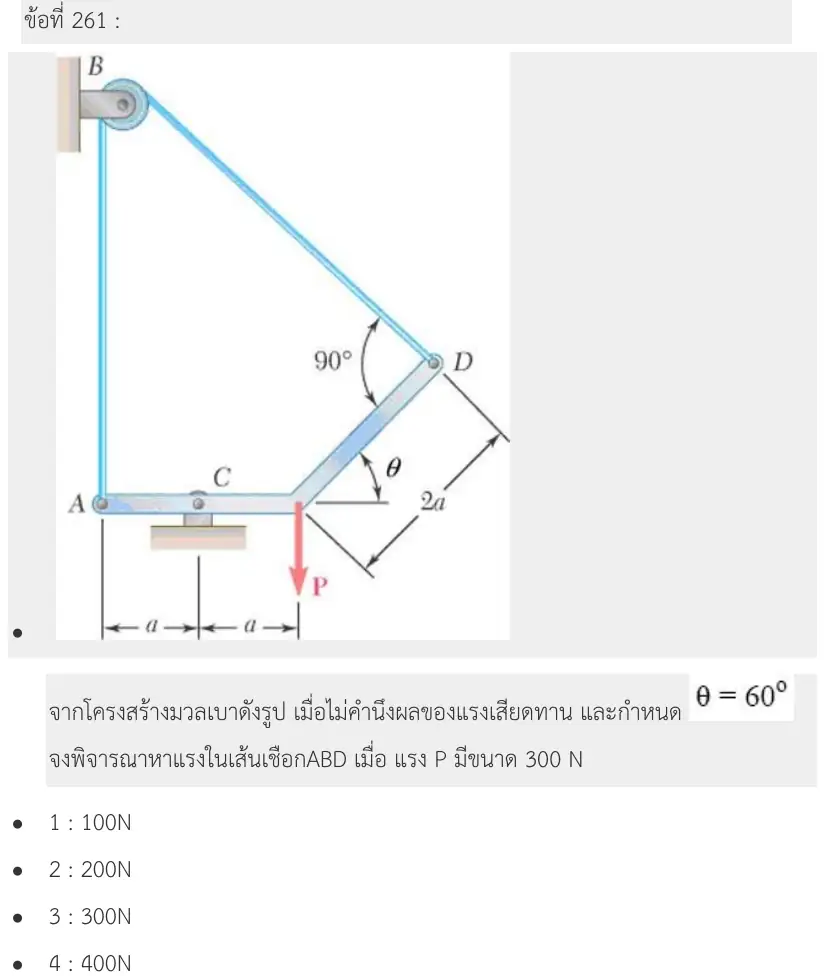 ข้อที่ 261 :
B
90°
D
θ
C
A
2a
P
a
a
จากโครงสร้างมวลเบาดังรูป เมื่อไม่คำนึงผลของแรงเสียดทาน และกำหนด θ = 60⁰
จงพิจารณาหาแรงในเส้นเชือกABD เมื่อ แรง P มีขนาด 300 N
1 : 100N
2 : 200N
3 : 300N
4 : 400N